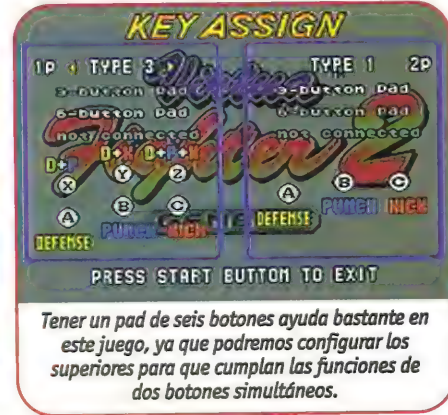 KEY ASSIGN
1P TYPE 3 TYPE 1 2P
Virtua
3-button pad 3-button pad
6-button pad 6-button pad
not connected not connected
Fighter 2
D+P D+K D+P+K
X Y Z
A B C A B C
DEFENSE PUNCH KICK DEFENSE PUNCH KICK
PRESS START BUTTON TO EXIT
Tener un pad de seis botones ayuda bastante en
este juego, ya que podremos configurar los
superiores para que cumplan las funciones de
dos botones simultáneos.